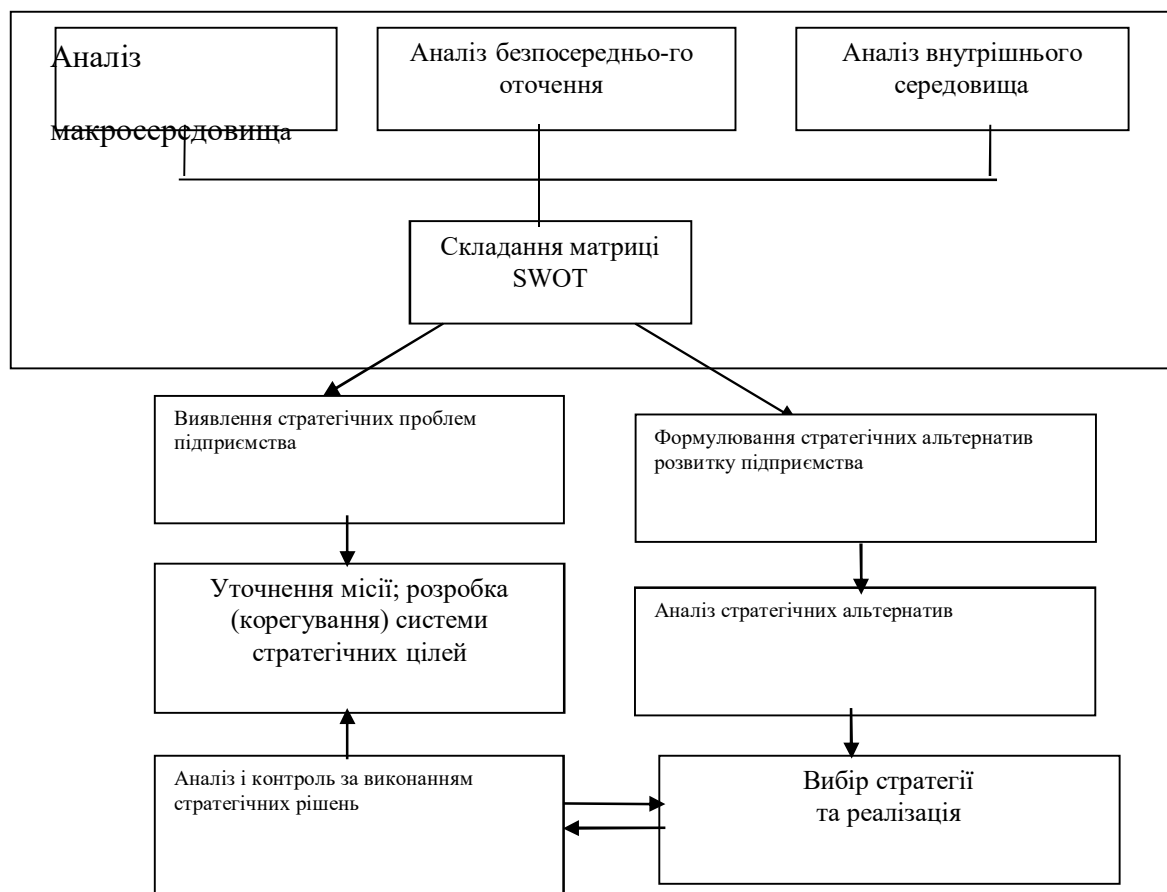 Аналіз
макросередовища
Аналіз безпосередньо-го
оточення
Аналіз внутрішнього
середовища
Складання матриці
SWOT
Виявлення стратегічних проблем
підприємства
Формулювання стратегічних альтернатив
розвитку підприємства
Уточнення місії; розробка
(корегування) системи
стратегічних цілей
Аналіз стратегічних альтернатив
Аналіз і контроль за виконанням
стратегічних рішень
Вибір стратегії
та реалізація